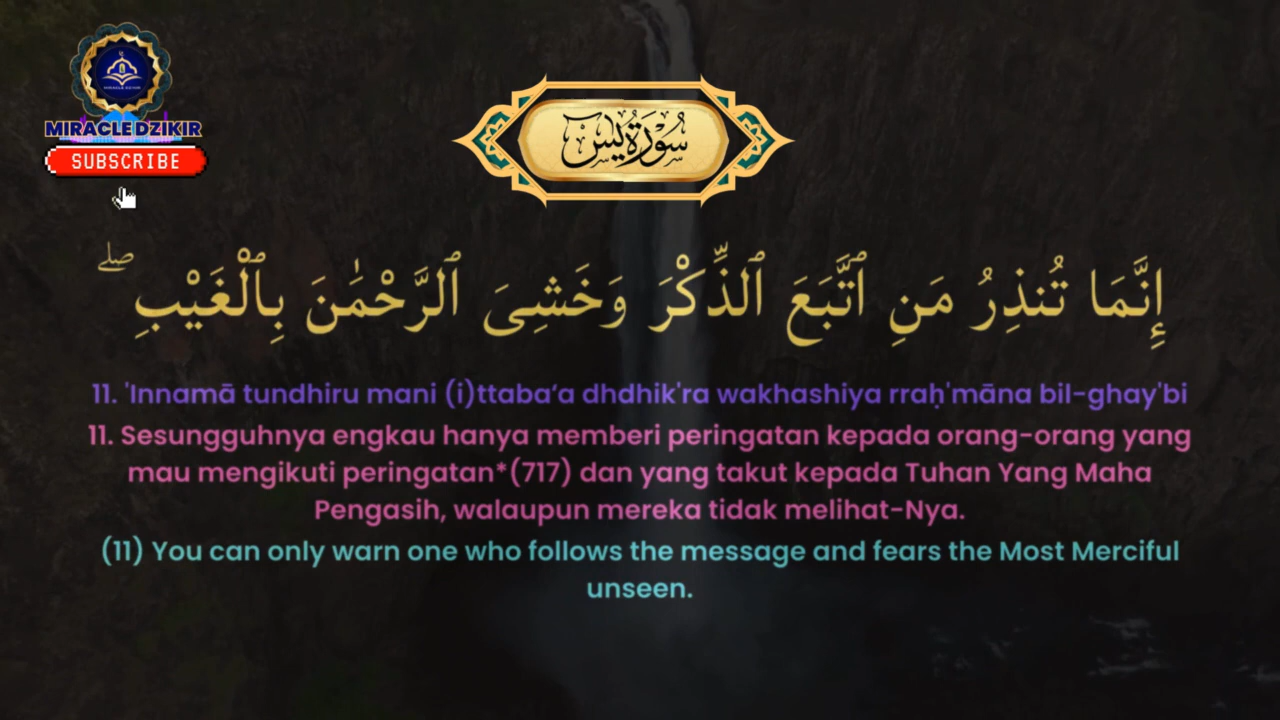 MIRACLE DZIKIR
SUBSCRIBE
سُورَةُ يس
إِنَّمَا تُنذِرُ مَنِ ٱتَّبَعَ ٱلذِّكْرَ وَخَشِىَ ٱلرَّحْمَٰنَ بِٱلْغَيْبِ ۖ
11. 'Innamā tundhiru mani (i)ttaba‘a dhdhik'ra wakhashiya rraḥ'māna bil-ghay'bi
11. Sesungguhnya engkau hanya memberi peringatan kepada orang-orang yang
mau mengikuti peringatan*(717) dan yang takut kepada Tuhan Yang Maha
Pengasih, walaupun mereka tidak melihat-Nya.
(11) You can only warn one who follows the message and fears the Most Merciful
unseen.